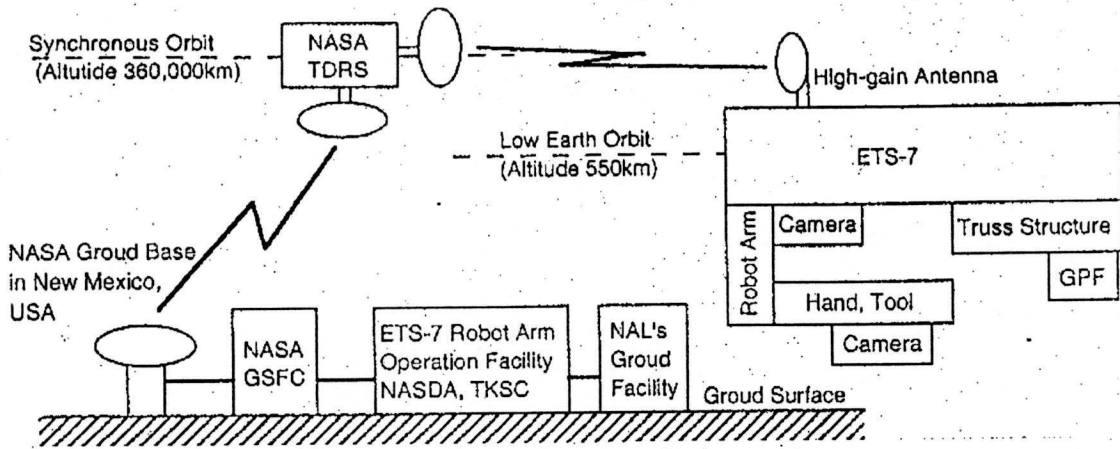 Synchronous Orbit
(Altutide 360,000km)
NASA
TDRS
High-gain Antenna
Low Earth Orbit
(Altitude 550km)
ETS-7
Robot Arm
Camera
Truss Structure
GPF
Hand, Tool
Camera
NASA Groud Base
in New Mexico,
USA
NASA
GSFC
ETS-7 Robot Arm
Operation Facility
NASDA, TKSC
NAL's
Groud
Facility
Groud Surface